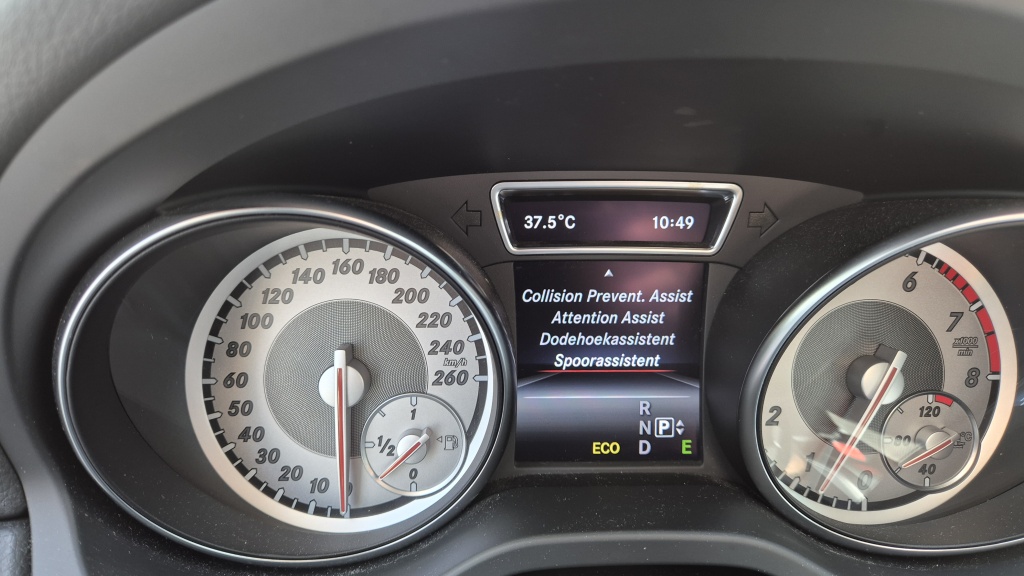 37.5°C 10:49
Collision Prevent. Assist
Attention Assist
Dodehoekassistent
Spoorassistent
R
N P
ECO D E
10
20
30
40
50
60
80
100
120
140
160
180
200
220
240
km/h
260
1
1/2
0
0
1
2
6
7
x1000
min
8
120
40
°C